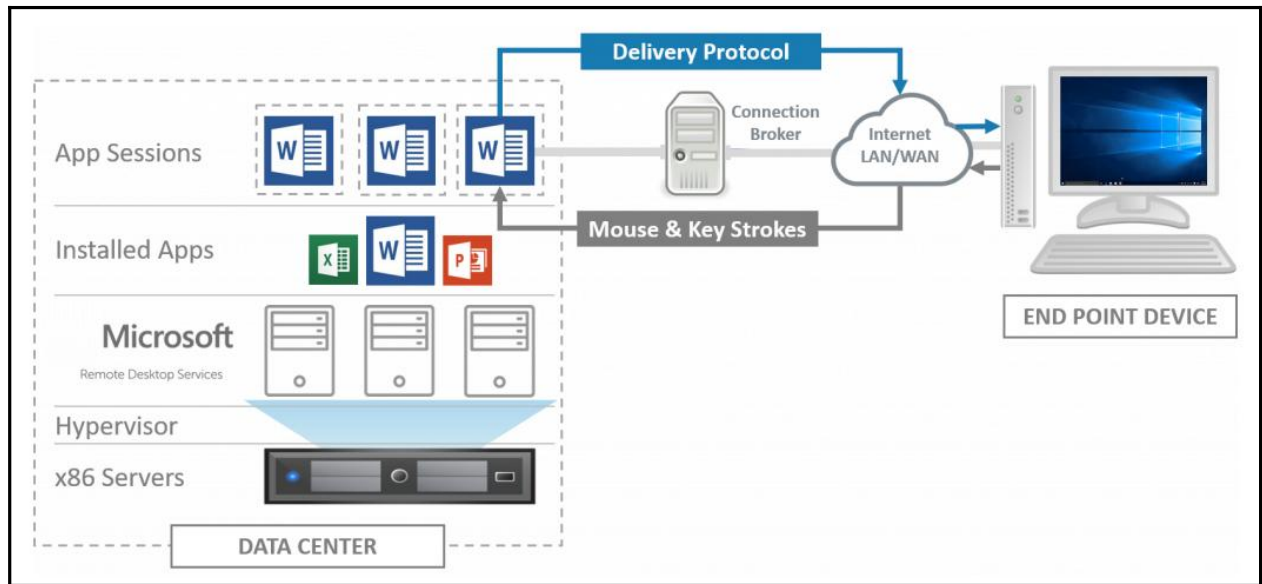 Delivery Protocol
App Sessions
W
W
W
Connection
Broker
Internet
LAN/WAN
Mouse & Key Strokes
Installed Apps
X
W
P
END POINT DEVICE
Microsoft
Remote Desktop Services
Hypervisor
x86 Servers
DATA CENTER